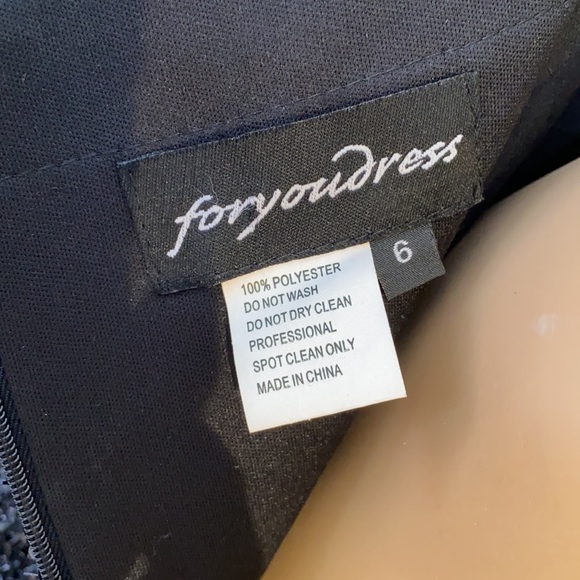 foryoudress
6
100% POLYESTER
DO NOT WASH
DO NOT DRY CLEAN
PROFESSIONAL
SPOT CLEAN ONLY
MADE IN CHINA